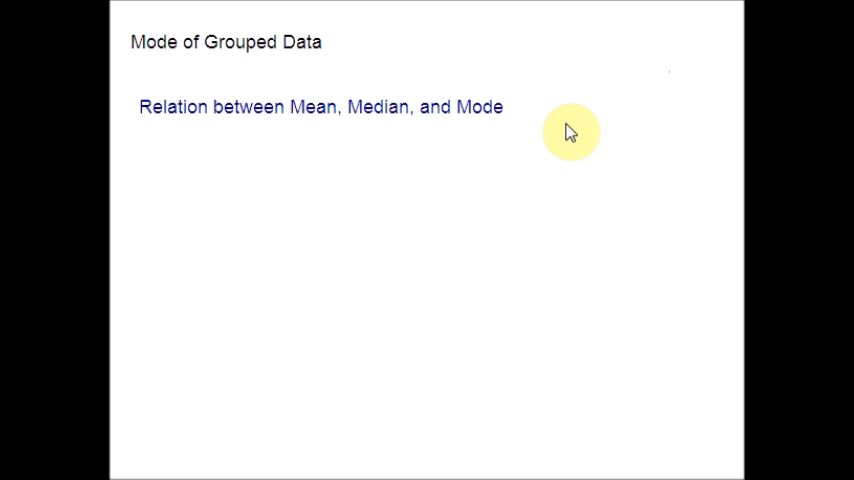 Mode of Grouped Data
Relation between Mean, Median, and Mode